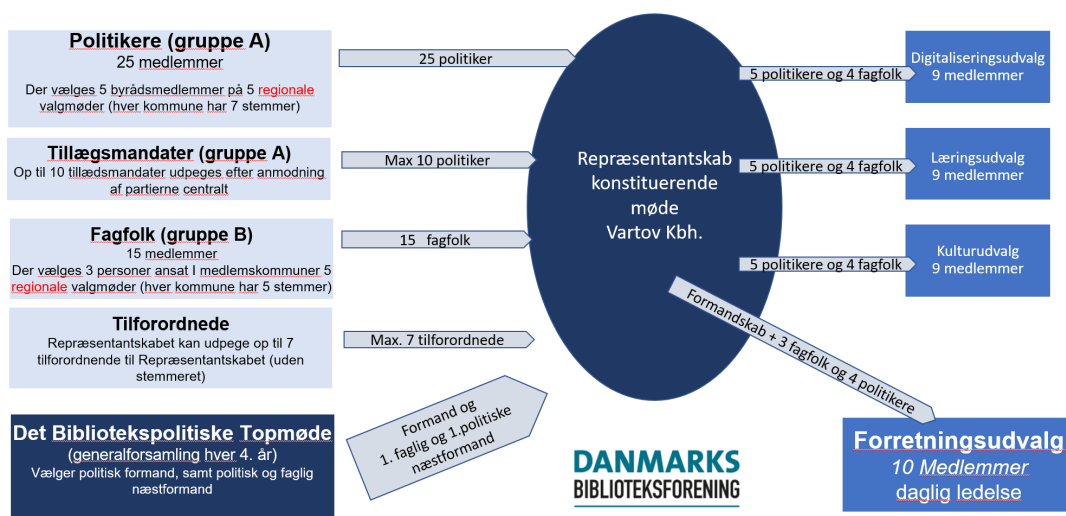 Politikere (gruppe A)
25 medlemmer
Der vælges 5 byrådsmedlemmer på 5 regionale
valgmøder (hver kommune har 7 stemmer)
25 politiker
Tillægsmandater (gruppe A)
Op til 10 tillædsmandater udpeges efter anmodning
af partierne centralt
Max 10 politiker
Fagfolk (gruppe B)
15 medlemmer
Der vælges 3 personer ansat I medlemskommuner 5
regionale valgmøder (hver kommune har 5 stemmer)
15 fagfolk
Tilforordnede
Repræsentantskabet kan udpege op til 7
tilforordnende til Repræsentantskabet (uden
stemmeret)
Max. 7 tilforordnede
Det Bibliotekspolitiske Topmøde
(generalforsamling hver 4. år)
Vælger politisk formand, samt politisk og faglig
næstformand
Formand og
1. faglig og 1.politiske
næstformand
Repræsentantskab
konstituerende
møde
Vartov Kbh.
5 politikere og 4 fagfolk
Digitaliseringsudvalg
9 medlemmer
5 politikere og 4 fagfolk
Læringsudvalg
9 medlemmer
5 politikere og 4 fagfolk
Kulturudvalg
9 medlemmer
Formandskab + 3 fagfolk og 4 politikere
Forretningsudvalg
10 Medlemmer
daglig ledelse
DANMARKS
BIBLIOTEKSFORENING